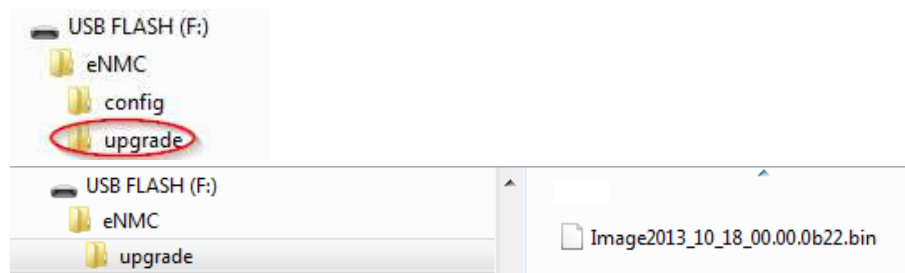 USB FLASH (F:)
eNMC
config
upgrade
USB FLASH (F:)
eNMC
upgrade
Image2013_10_18_00.00.0b22.bin